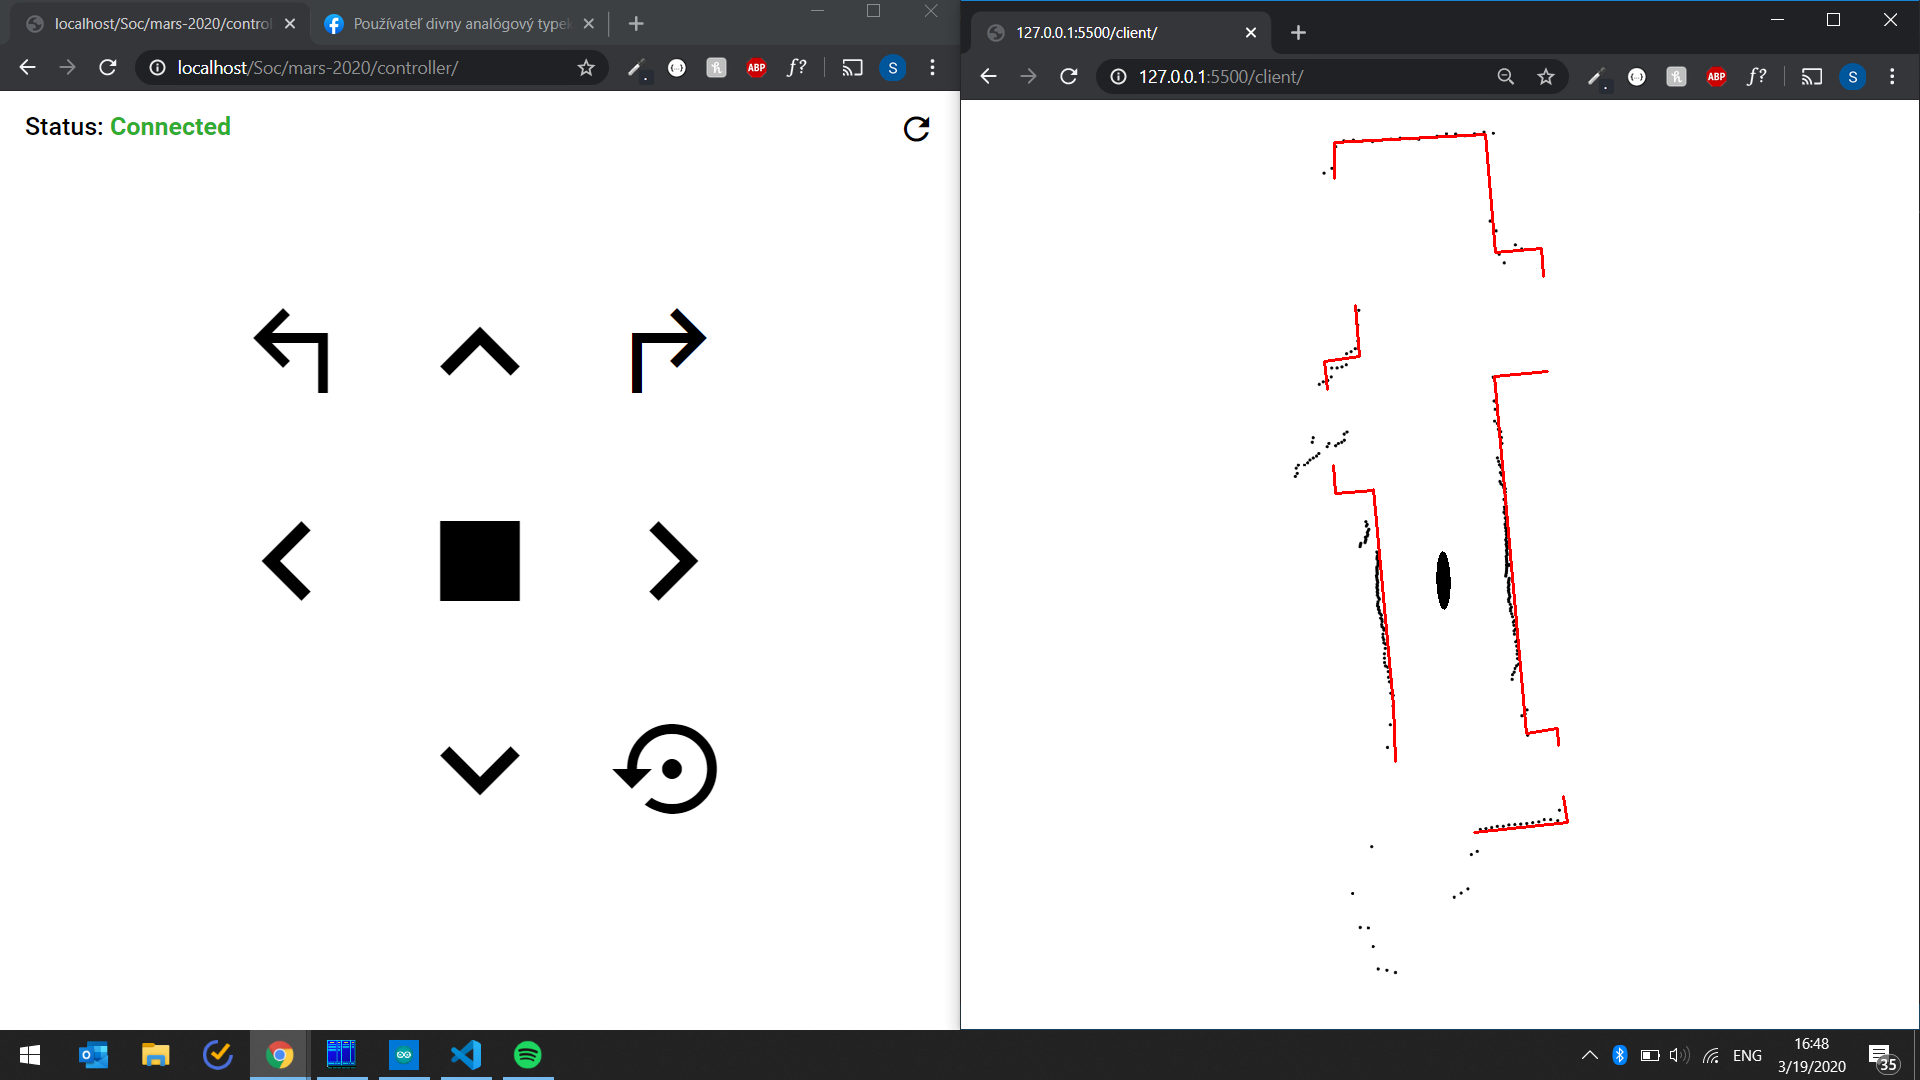 localhost/Soc/mars-2020/control
Používateľ divny analógový typek
localhost/Soc/mars-2020/controller/
ABP
f?
S
Status: Connected
127.0.0.1:5500/client/
127.0.0.1:5500/client/
ABP
f?
S
ENG
16:48
3/19/2020
35